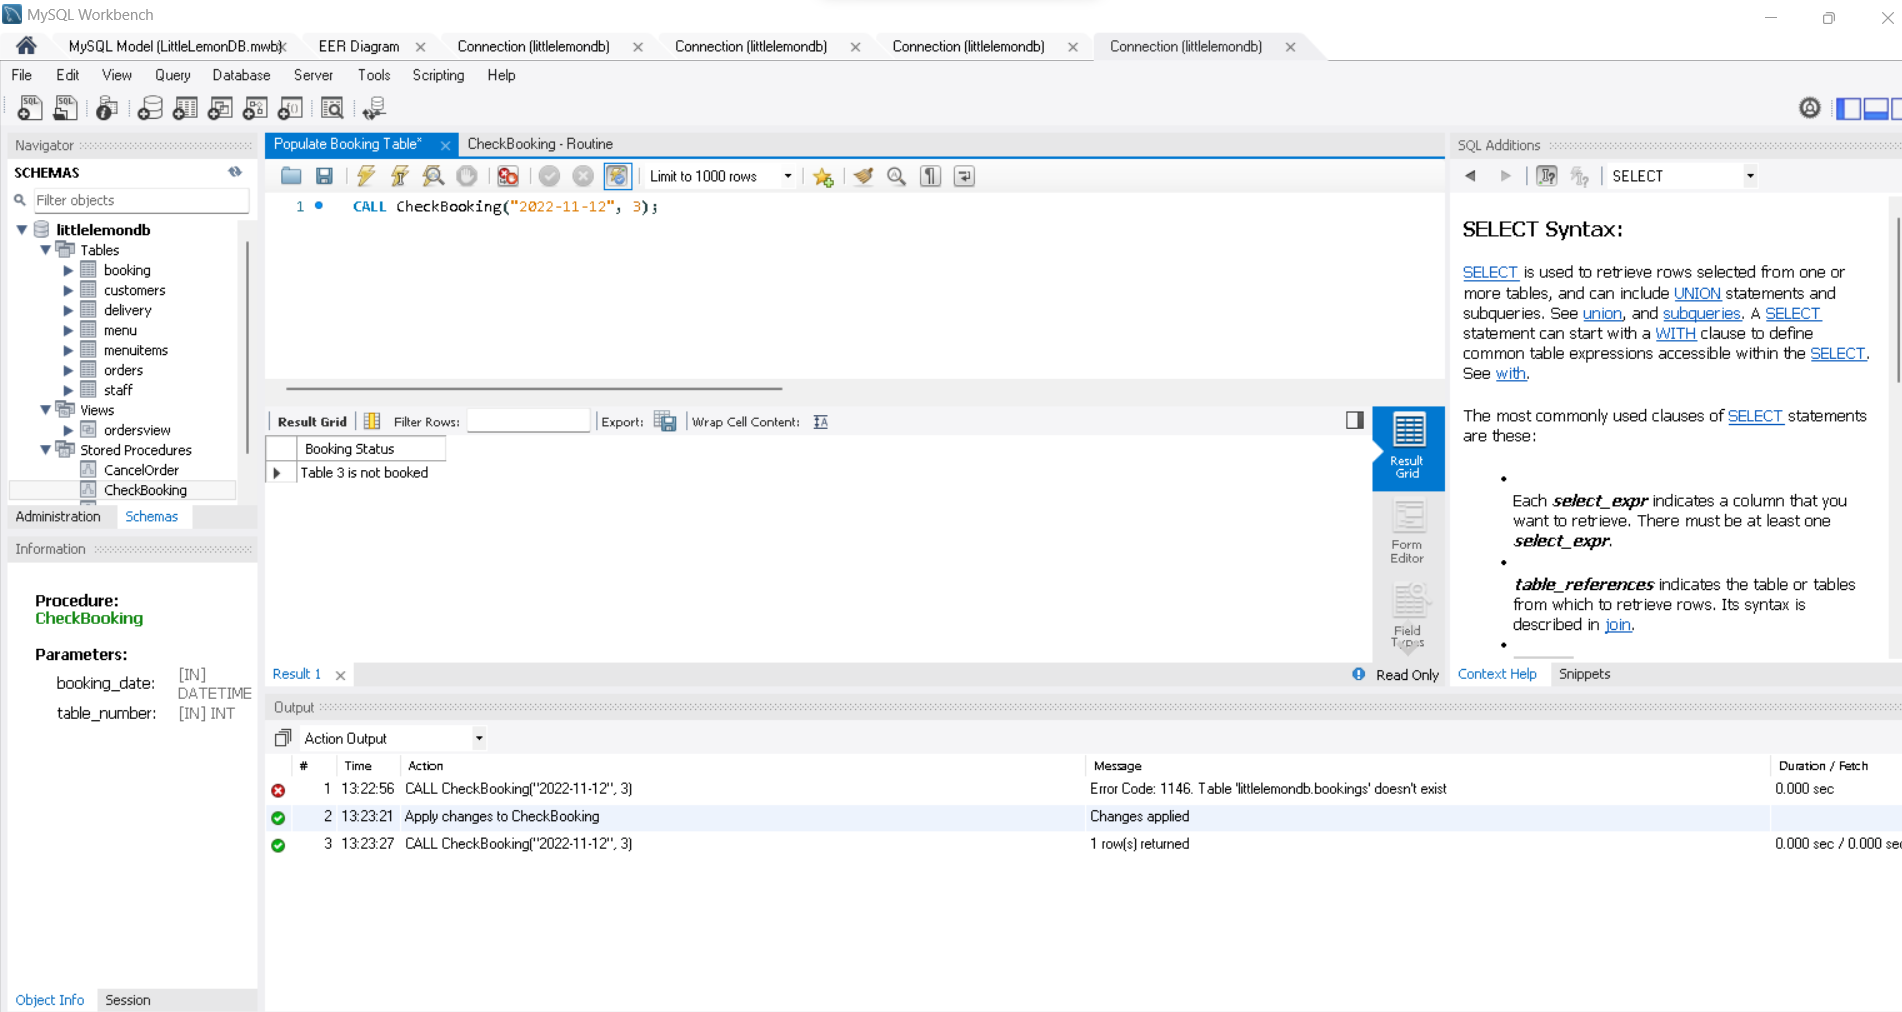 MySQL Workbench
MySQL Model (LittleLemonDB.mwb)
EER Diagram
Connection (littlelemondb)
Connection (littlelemondb)
Connection (littlelemondb)
Connection (littlelemondb)
File Edit View Query Database Server Tools Scripting Help
Navigator
SCHEMAS
Filter objects
littlelemondb
Tables
booking
customers
delivery
menu
menuitems
orders
staff
Views
ordersview
Stored Procedures
CancelOrder
CheckBooking
Administration Schemas
Information
Procedure:
CheckBooking
Parameters:
booking_date: [IN] DATETIME
table_number: [IN] INT
Object Info Session
Populate Booking Table*
CheckBooking - Routine
Limit to 1000 rows
1 CALL CheckBooking("2022-11-12", 3);
Result Grid Filter Rows: Export: Wrap Cell Content:
Booking Status
Table 3 is not booked
Result
Grid
Form
Editor
Field
Types
Result 1
Read Only
SQL Additions
SELECT
SELECT Syntax:
SELECT is used to retrieve rows selected from one or
more tables, and can include UNION statements and
subqueries. See union, and subqueries. A SELECT
statement can start with a WITH clause to define
common table expressions accessible within the SELECT.
See with.
The most commonly used clauses of SELECT statements
are these:
Each select_expr indicates a column that you
want to retrieve. There must be at least one
select_expr.
table_references indicates the table or tables
from which to retrieve rows. Its syntax is
described in join.
Context Help Snippets
Output
Action Output
# Time Action Message Duration / Fetch
1 13:22:56 CALL CheckBooking("2022-11-12", 3) Error Code: 1146. Table 'littlelemondb.bookings' doesn't exist 0.000 sec
2 13:23:21 Apply changes to CheckBooking Changes applied
3 13:23:27 CALL CheckBooking("2022-11-12", 3) 1 row(s) returned 0.000 sec / 0.000 sec